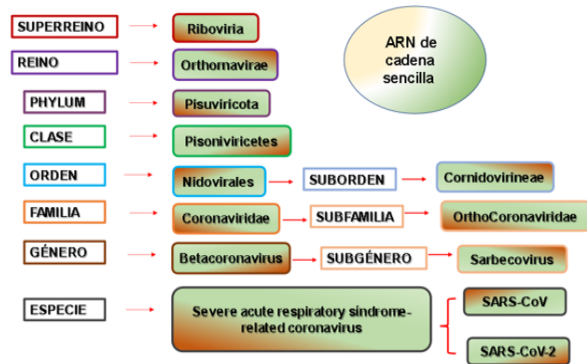 SUPERREINO Riboviria
ARN de
cadena
sencilla
REINO Orthornavirae
PHYLUM Pisuviricota
CLASE Pisoniviricetes
ORDEN Nidovirales SUBORDEN Cornidovirineae
FAMILIA Coronaviridae SUBFAMILIA OrthoCoronaviridae
GÉNERO Betacoronavirus SUBGÉNERO Sarbecovirus
ESPECIE Severe acute respiratory síndrome-
related coronavirus
SARS-CoV
SARS-CoV-2